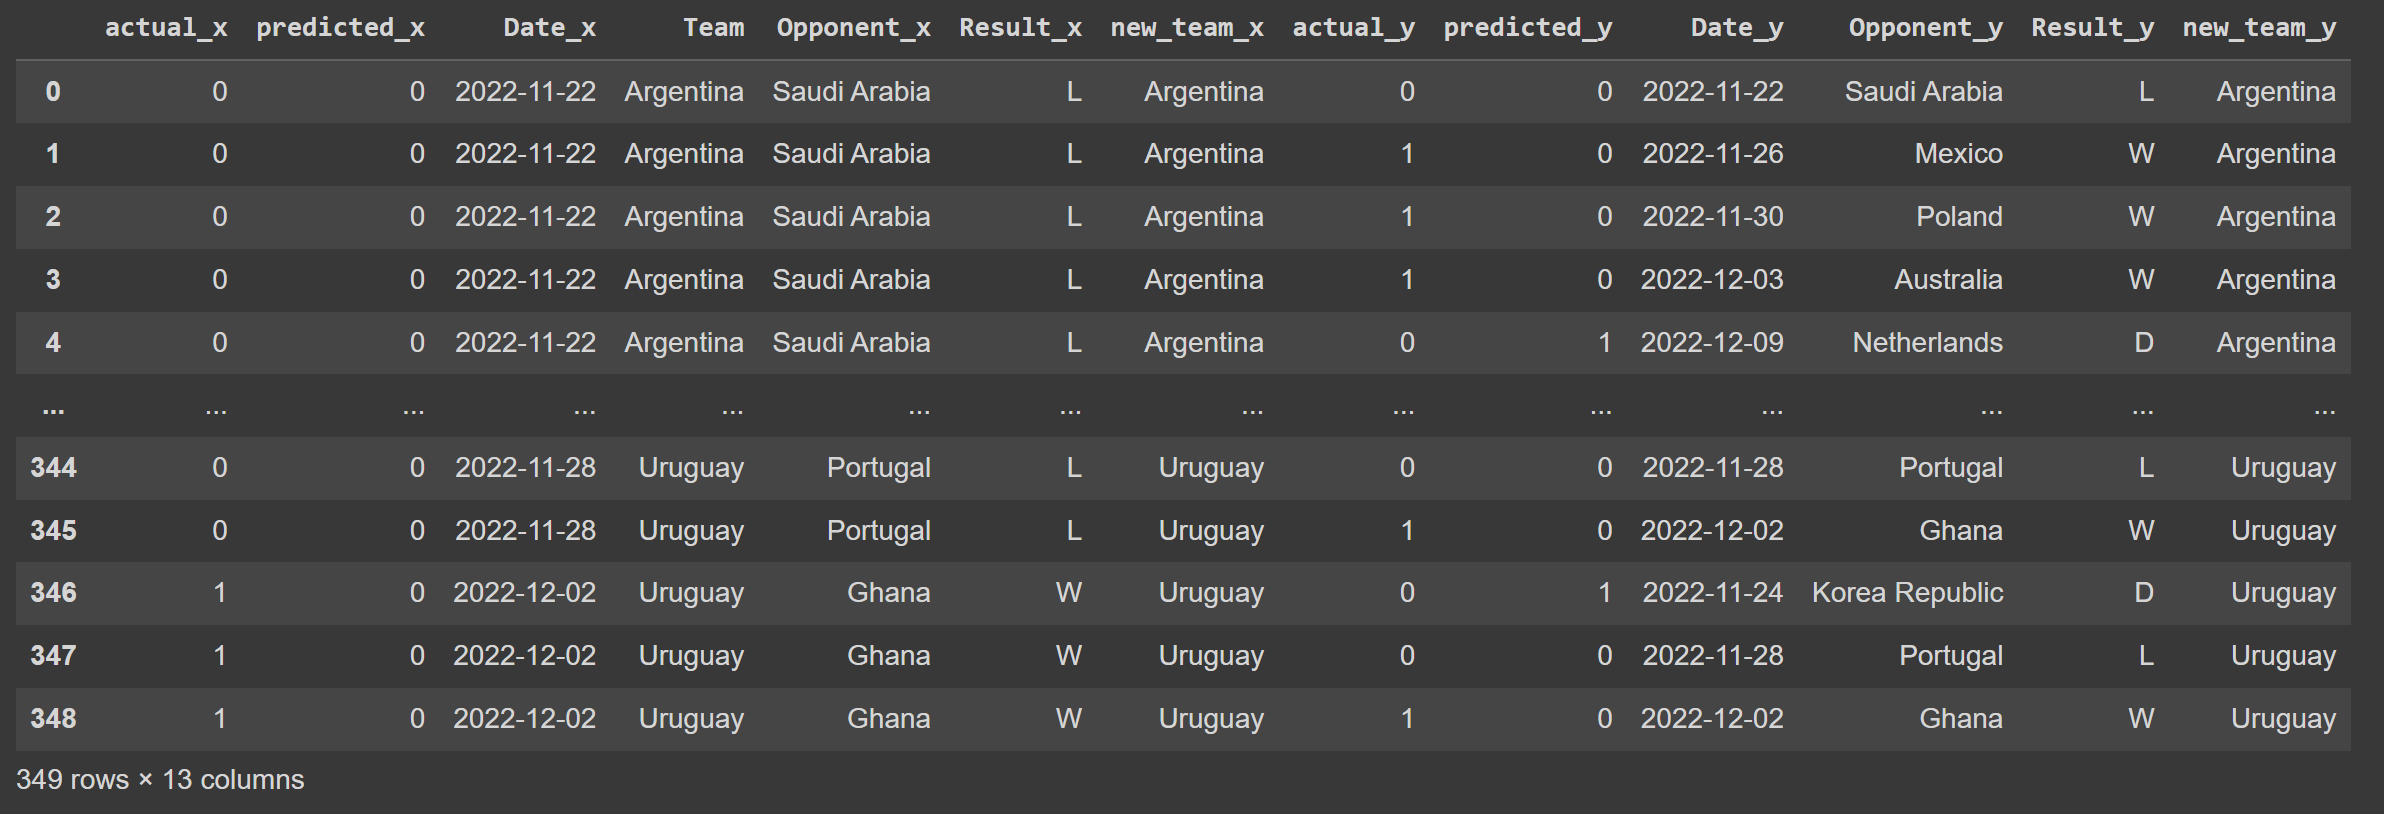 actual_x predicted_x Date_x Team Opponent_x Result_x new_team_x actual_y predicted_y Date_y Opponent_y Result_y new_team_y
0 0 0 2022-11-22 Argentina Saudi Arabia L Argentina 0 0 2022-11-22 Saudi Arabia L Argentina
1 0 0 2022-11-22 Argentina Saudi Arabia L Argentina 1 0 2022-11-26 Mexico W Argentina
2 0 0 2022-11-22 Argentina Saudi Arabia L Argentina 1 0 2022-11-30 Poland W Argentina
3 0 0 2022-11-22 Argentina Saudi Arabia L Argentina 1 0 2022-12-03 Australia W Argentina
4 0 0 2022-11-22 Argentina Saudi Arabia L Argentina 0 1 2022-12-09 Netherlands D Argentina
... ... ... ... ... ... ... ... ... ... ... ... ... ...
344 0 0 2022-11-28 Uruguay Portugal L Uruguay 0 0 2022-11-28 Portugal L Uruguay
345 0 0 2022-11-28 Uruguay Portugal L Uruguay 1 0 2022-12-02 Ghana W Uruguay
346 1 0 2022-12-02 Uruguay Ghana W Uruguay 0 1 2022-11-24 Korea Republic D Uruguay
347 1 0 2022-12-02 Uruguay Ghana W Uruguay 0 0 2022-11-28 Portugal L Uruguay
348 1 0 2022-12-02 Uruguay Ghana W Uruguay 1 0 2022-12-02 Ghana W Uruguay
349 rows × 13 columns